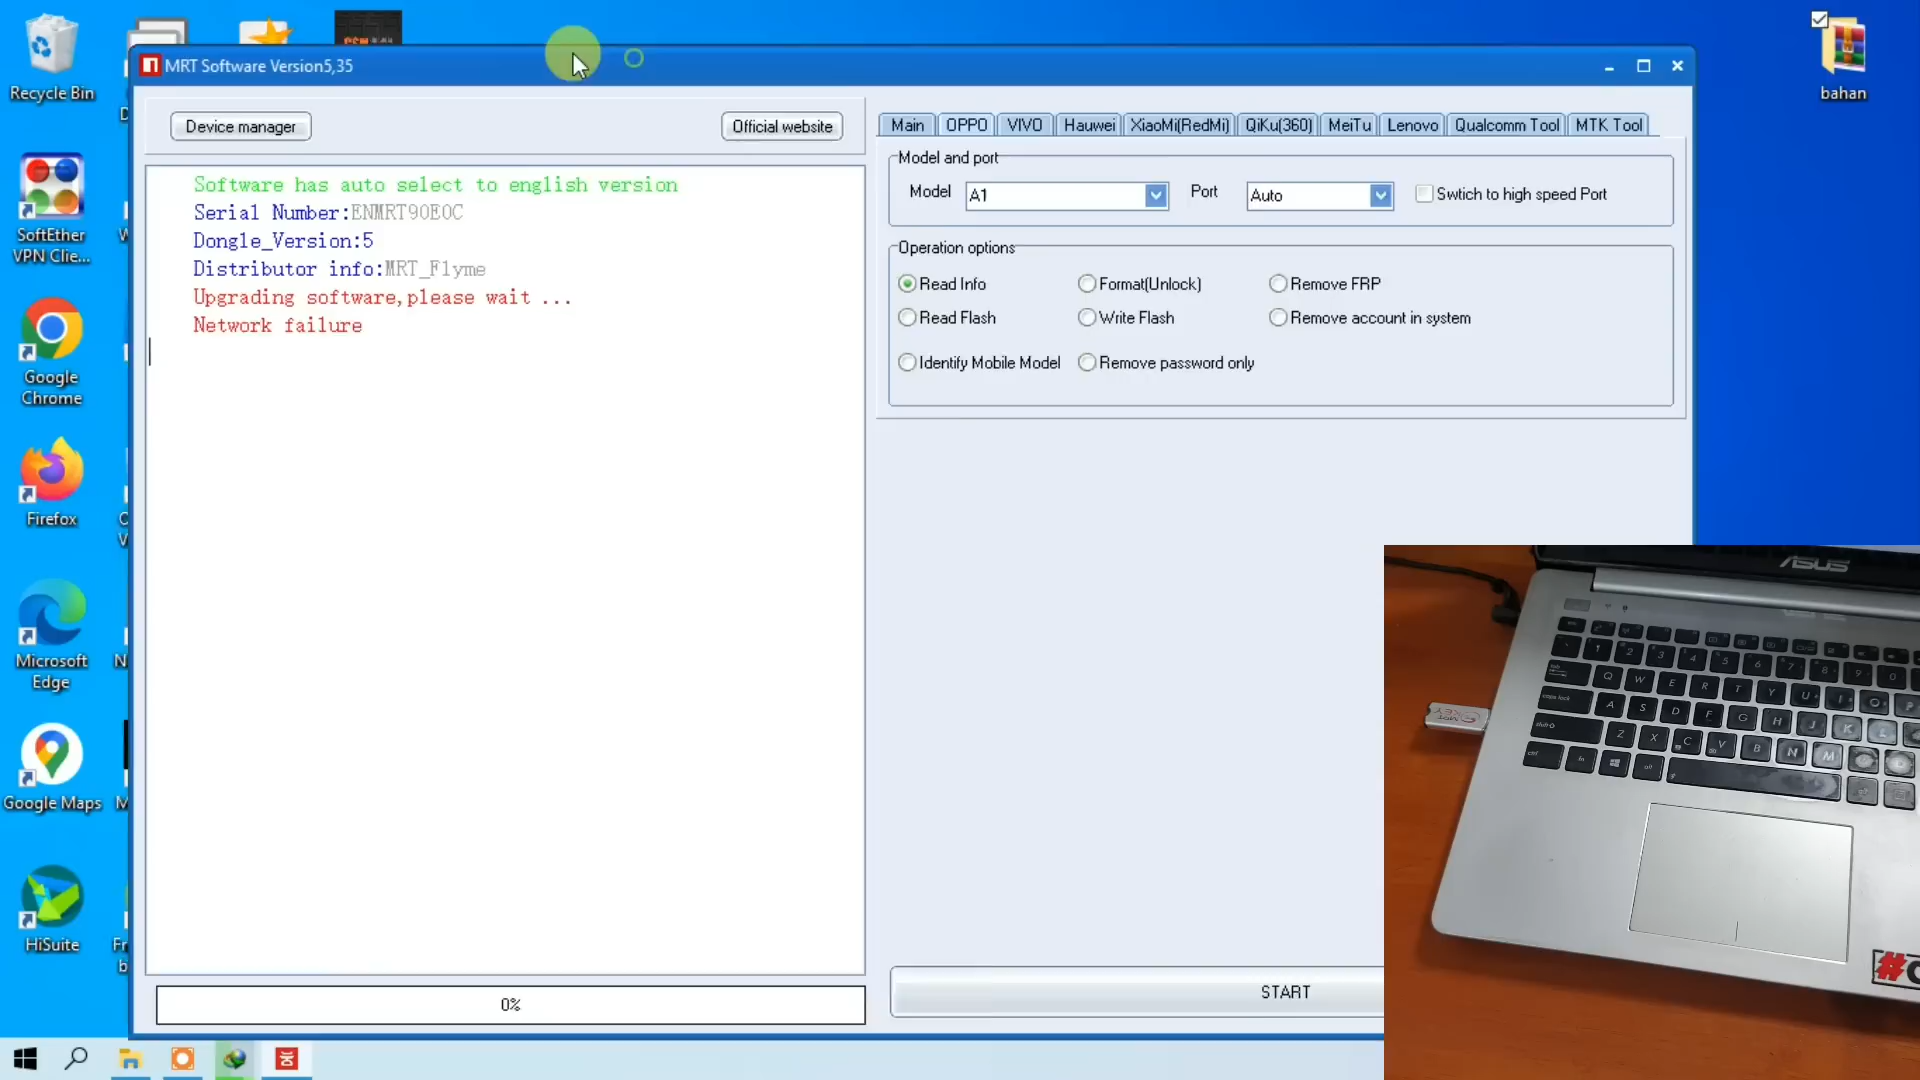 Recycle Bin
bahan
MRT Software Version5,35
Device manager
Official website
Software has auto select to english version
Serial Number:ENMRT90E0C
Dongle_Version:5
Distributor info:MRT_Flyme
Upgrading software,please wait ...
Network failure
0%
Main
OPPO
VIVO
Hauwei
XiaoMi(RedMi)
QiKu(360)
MeiTu
Lenovo
Qualcomm Tool
MTK Tool
Model and port
Model
A1
Port
Auto
Swtich to high speed Port
Operation options
Read Info
Format(Unlock)
Remove FRP
Read Flash
Write Flash
Remove account in system
Identify Mobile Model
Remove password only
START
SoftEther
VPN Clie...
Google
Chrome
Firefox
Microsoft
Edge
Google Maps
HiSuite
ASUS